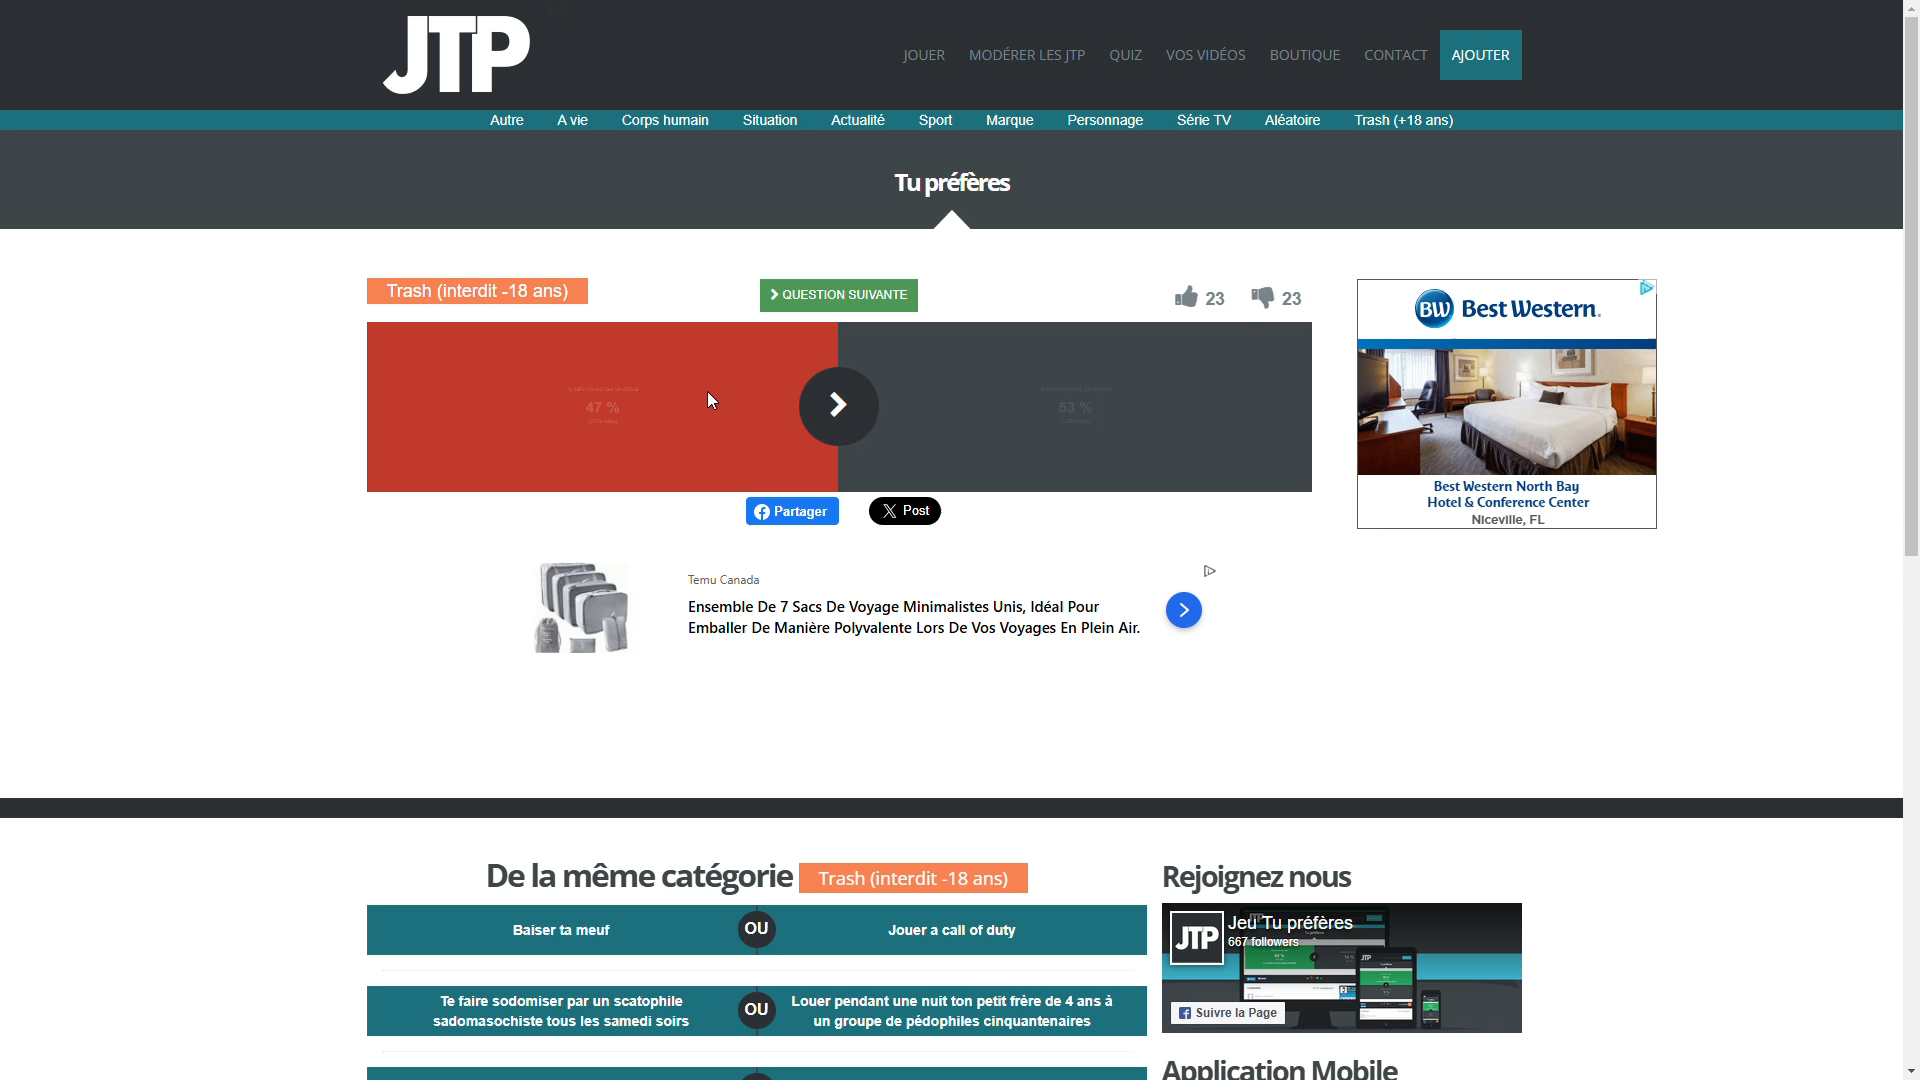 JTP
JOUER MODÉRER LES JTP QUIZ VOS VIDÉOS BOUTIQUE CONTACT AJOUTER
Autre A vie Corps humain Situation Actualité Sport Marque Personnage Série TV Aléatoire Trash (+18 ans)
Tu préfères
Trash (interdit -18 ans)
QUESTION SUIVANTE
23 23
47 %
53 %
Partager
Post
BW Best Western.
Best Western North Bay
Hotel & Conference Center
Niceville, FL
Temu Canada
Ensemble De 7 Sacs De Voyage Minimalistes Unis, Idéal Pour
Emballer De Manière Polyvalente Lors De Vos Voyages En Plein Air.
De la même catégorie Trash (interdit -18 ans)
Baiser ta meuf
OU
Jouer a call of duty
Te faire sodomiser par un scatophile
sadomasochiste tous les samedi soirs
OU
Louer pendant une nuit ton petit frère de 4 ans à
un groupe de pédophiles cinquantenaires
Rejoignez nous
JTP
Jeu Tu préfères
667 followers
Suivre la Page
Application Mobile